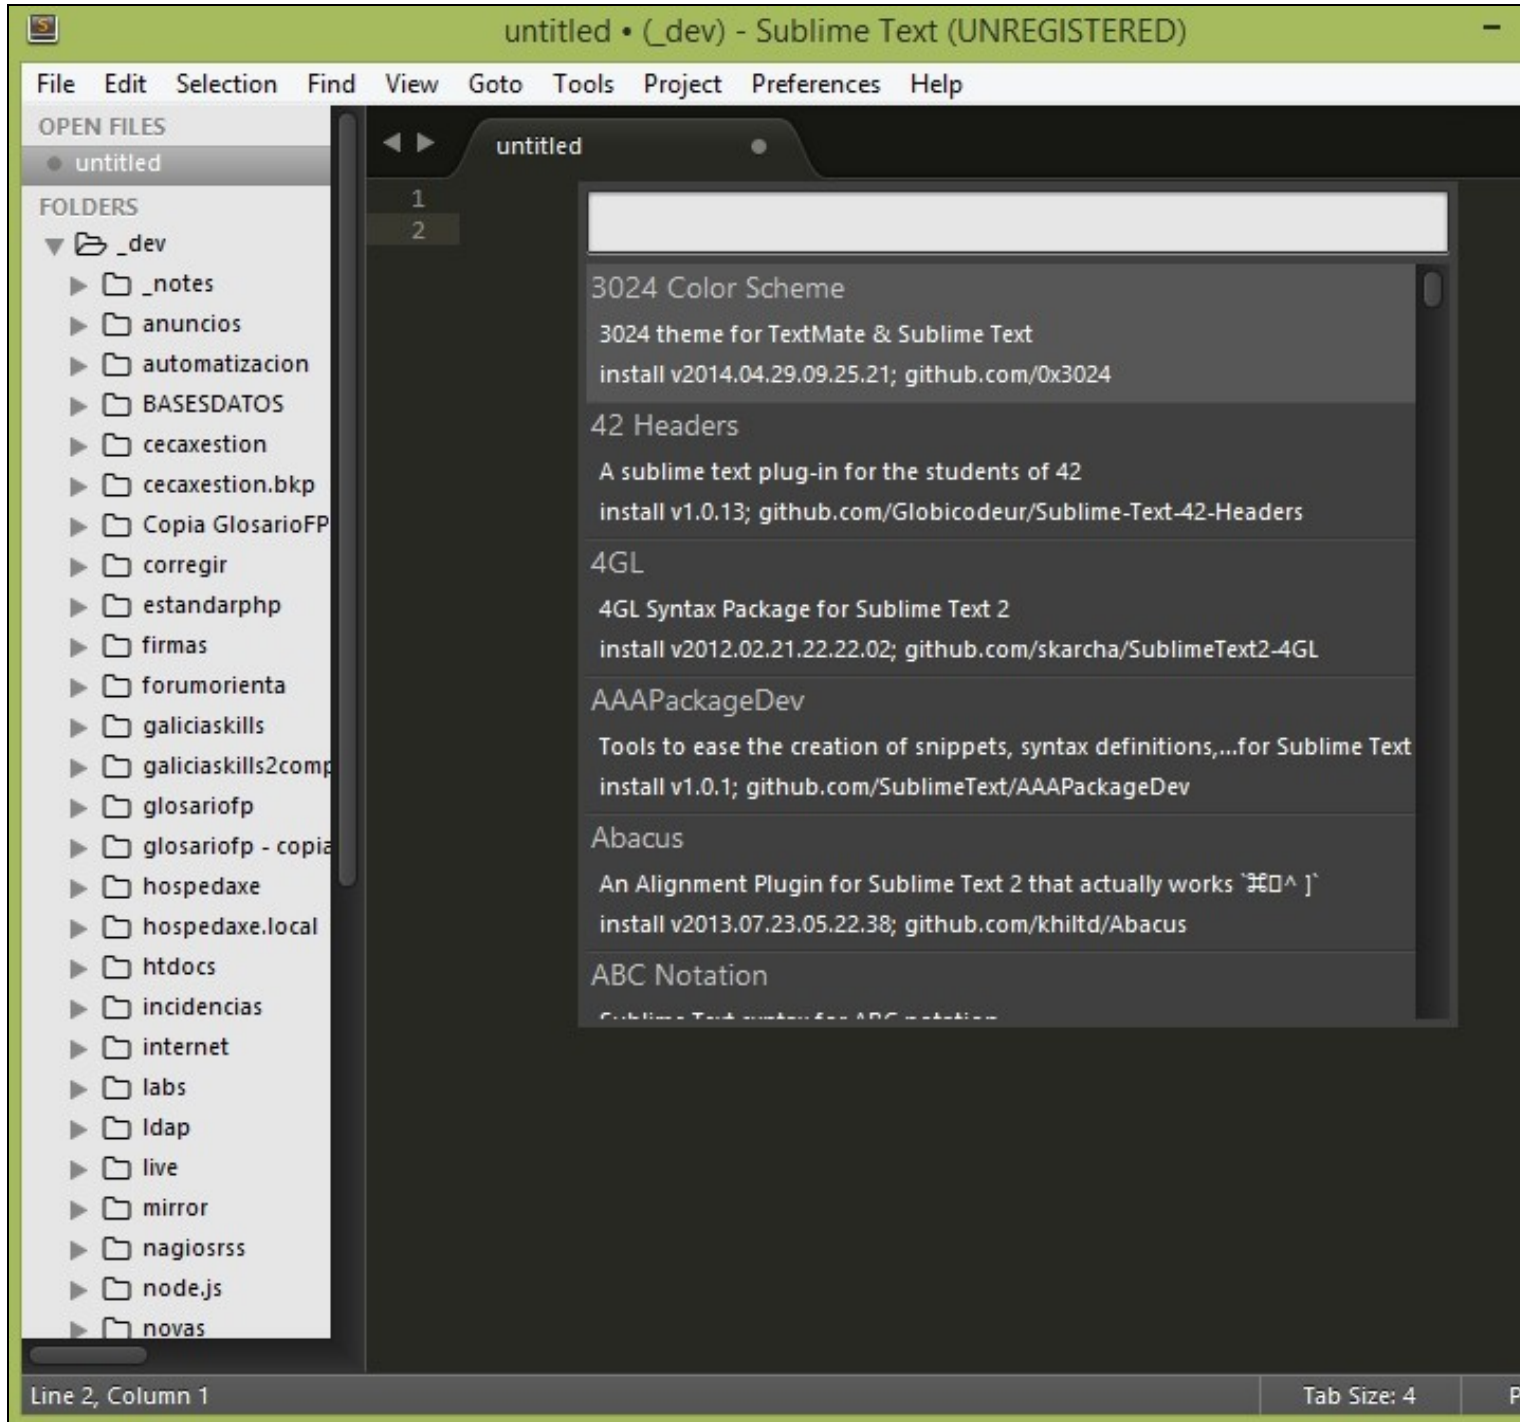 untitled • (_dev) - Sublime Text (UNREGISTERED)
File Edit Selection Find View Goto Tools Project Preferences Help
OPEN FILES
untitled
FOLDERS
_dev
_notes
anuncios
automatizacion
BASESDATOS
cecaxestion
cecaxestion.bkp
Copia GlosarioFP
corregir
estandarphp
firmas
forumorienta
galiciaskills
galiciaskills2comp
glosariofp
glosariofp - copia
hospedaxe
hospedaxe.local
htdocs
incidencias
internet
labs
ldap
live
mirror
nagiosrss
node.js
novas
untitled
1
2
3024 Color Scheme
3024 theme for TextMate & Sublime Text
install v2014.04.29.09.25.21; github.com/0x3024
42 Headers
A sublime text plug-in for the students of 42
install v1.0.13; github.com/Globicodeur/Sublime-Text-42-Headers
4GL
4GL Syntax Package for Sublime Text 2
install v2012.02.21.22.22.02; github.com/skarcha/SublimeText2-4GL
AAAPackageDev
Tools to ease the creation of snippets, syntax definitions,...for Sublime Text
install v1.0.1; github.com/SublimeText/AAAPackageDev
Abacus
An Alignment Plugin for Sublime Text 2 that actually works `⌘▯^ ]`
install v2013.07.23.05.22.38; github.com/khiltd/Abacus
ABC Notation
Sublime Text syntax for ABC notation
Line 2, Column 1
Tab Size: 4
P